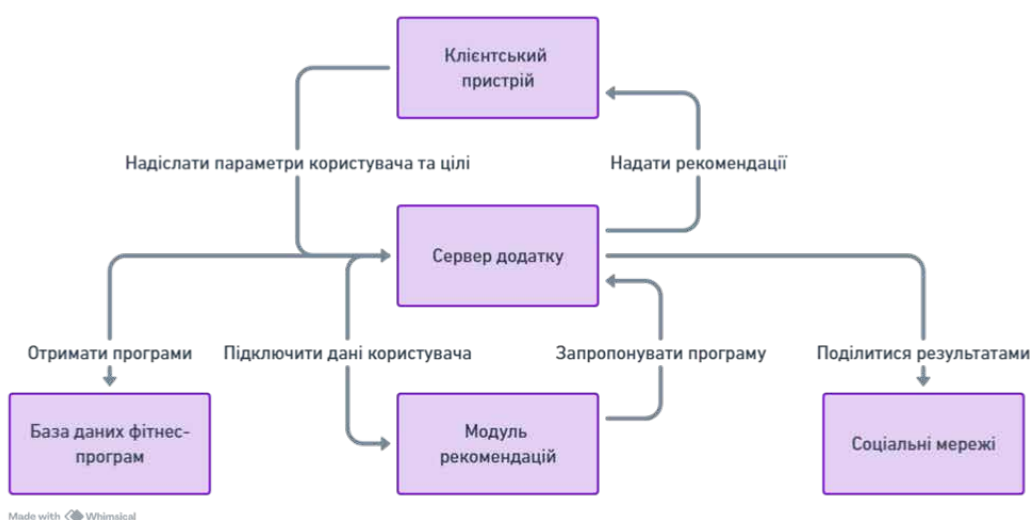 Клієнтський
пристрій
Надіслати параметри користувача та цілі
Надати рекомендації
Сервер додатку
Отримати програми
Підключити дані користувача
Запропонувати програму
Поділитися результатами
База даних фітнес-
програм
Модуль
рекомендацій
Соціальні мережі
Made with Whimsical